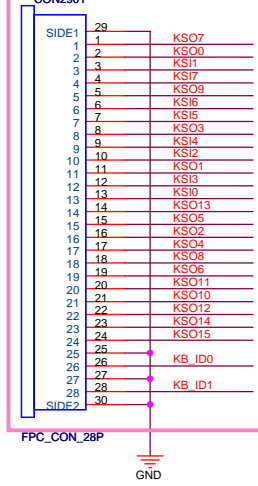 CON2901
SIDE1 29
1 1 KSO7
2 2 KSO0
3 3 KSI1
4 4 KSI7
5 5 KSO9
6 6 KSI6
7 7 KSI5
8 8 KSO3
9 9 KSI4
10 10 KSI2
11 11 KSO1
12 12 KSI3
13 13 KSI0
14 14 KSO13
15 15 KSO5
16 16 KSO2
17 17 KSO4
18 18 KSO8
19 19 KSO6
20 20 KSO11
21 21 KSO10
22 22 KSO12
23 23 KSO14
24 24 KSO15
25 25
26 26 KB_ID0
27 27
28 28 KB_ID1
SIDE2 30
FPC_CON_28P
GND